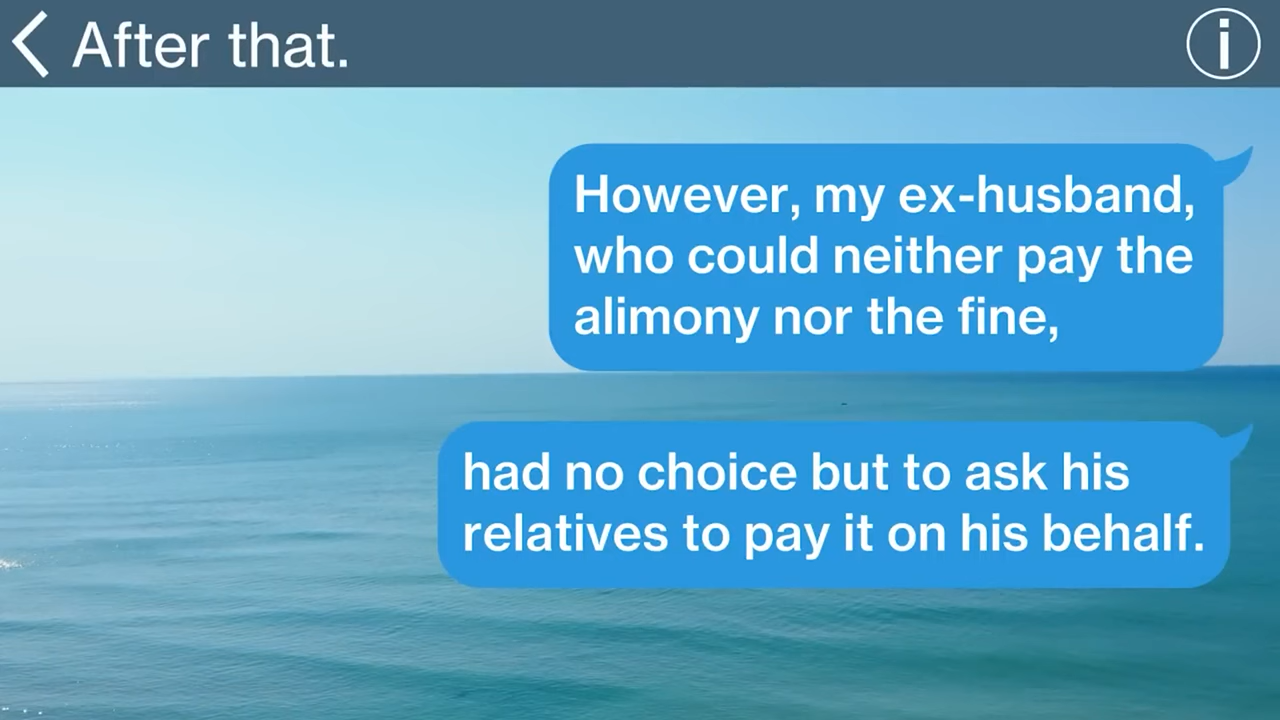 After that.
However, my ex-husband,
who could neither pay the
alimony nor the fine,
had no choice but to ask his
relatives to pay it on his behalf.